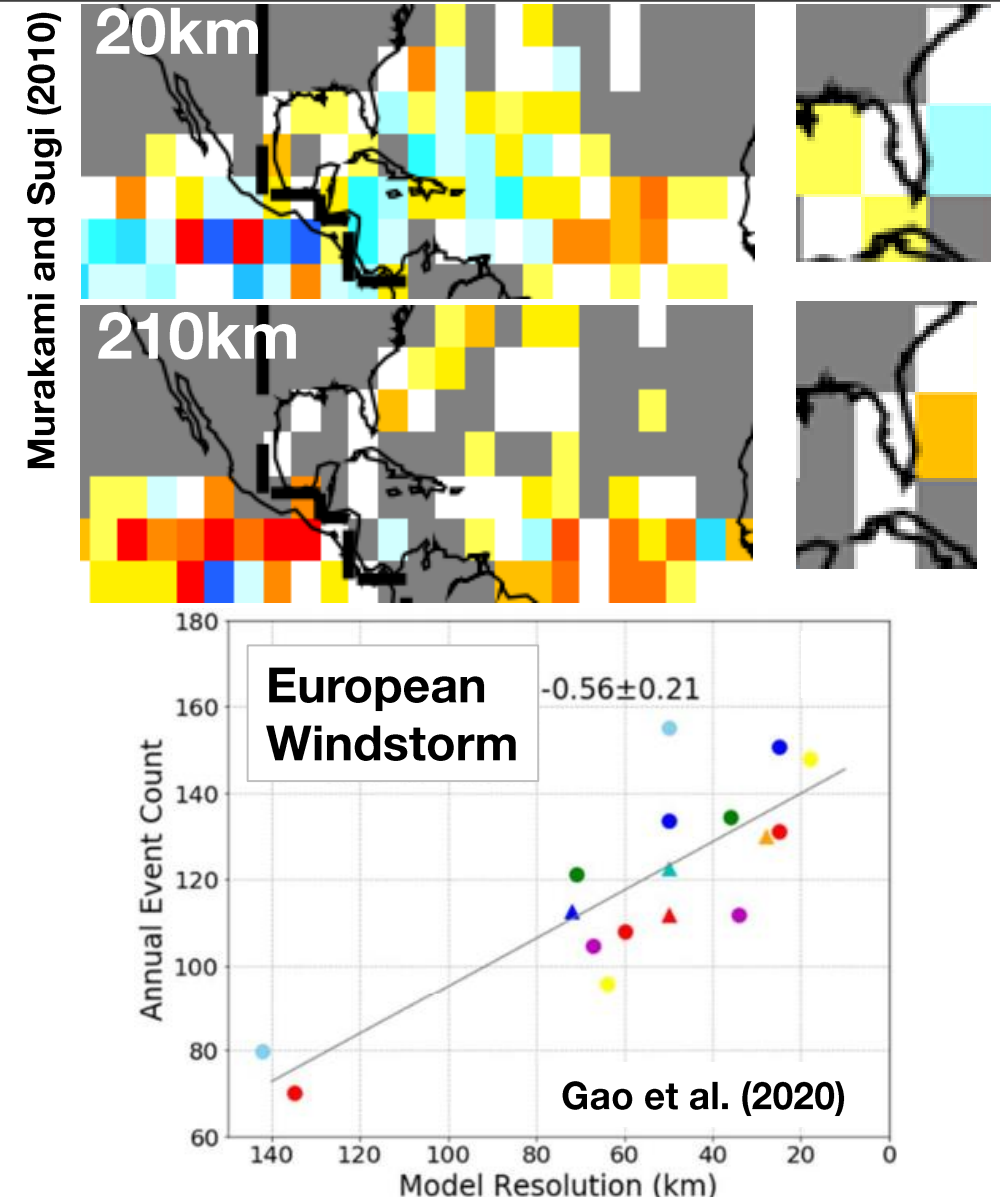 Murakami and Sugi (2010)
20km
210km
European
Windstorm
-0.56±0.21
Annual Event Count
180
160
140
120
100
80
60
Gao et al. (2020)
140 120 100 80 60 40 20 0
Model Resolution (km)